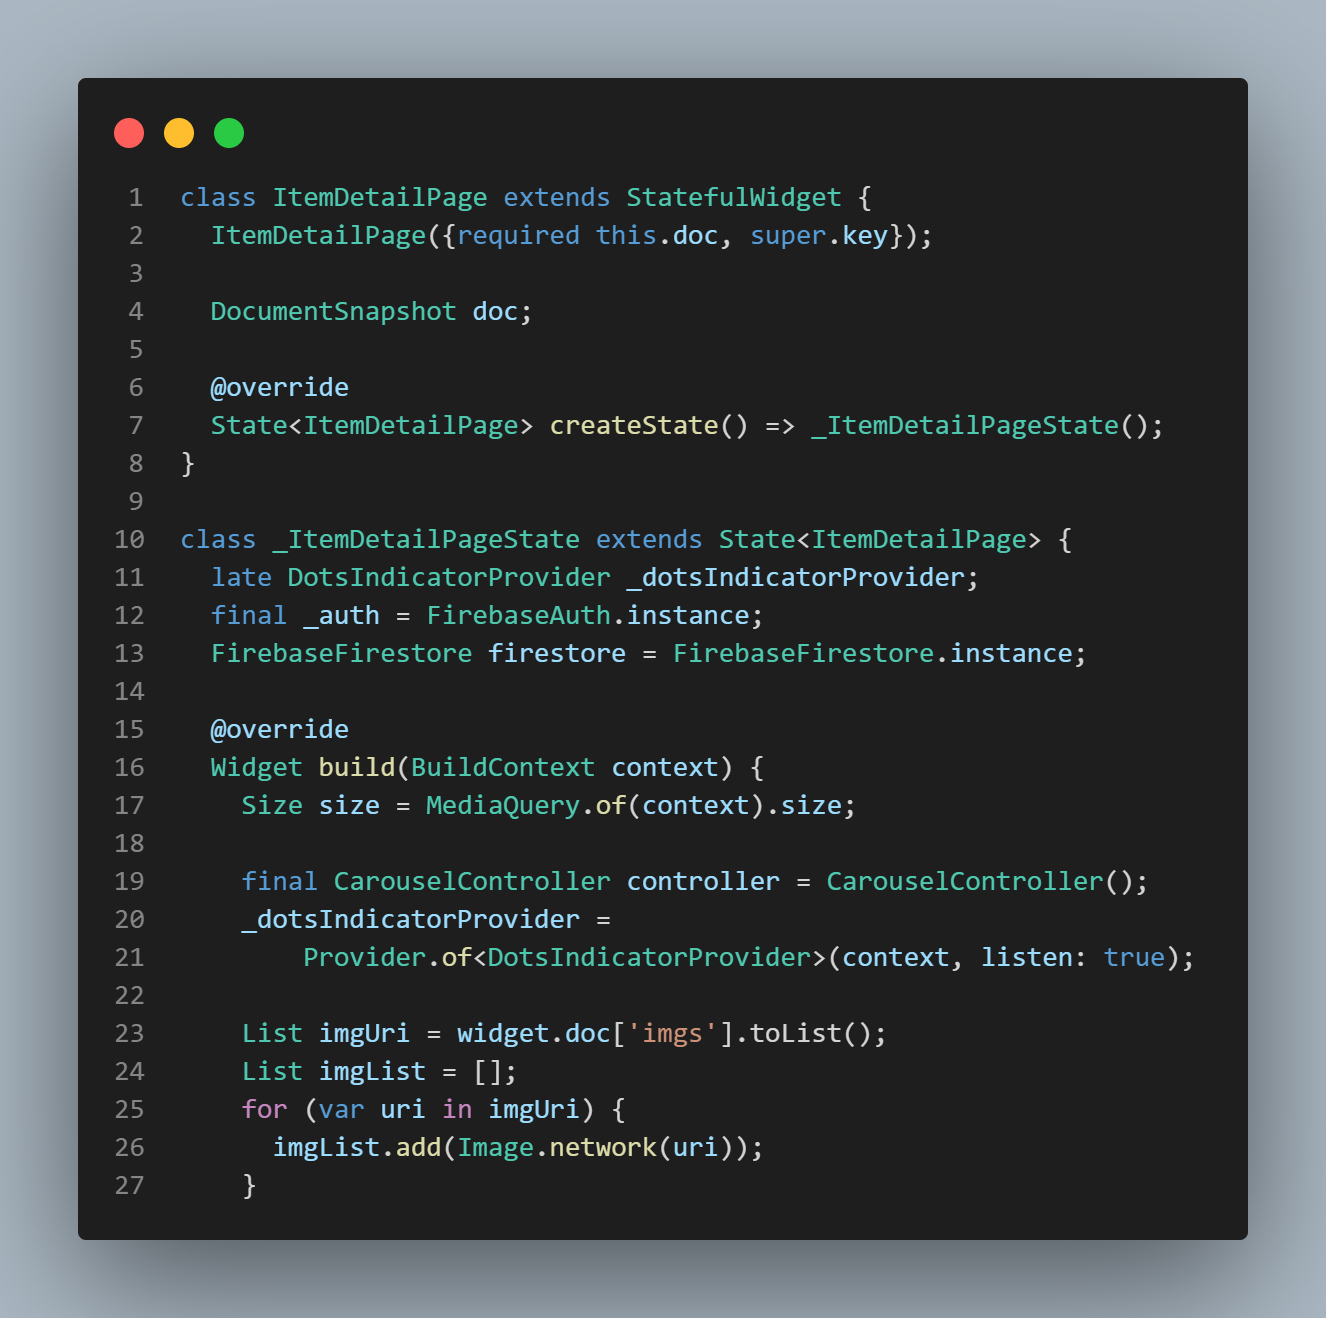 1 class ItemDetailPage extends StatefulWidget {
2   ItemDetailPage({required this.doc, super.key});
3
4   DocumentSnapshot doc;
5
6   @override
7   State<ItemDetailPage> createState() => _ItemDetailPageState();
8 }
9
10 class _ItemDetailPageState extends State<ItemDetailPage> {
11   late DotsIndicatorProvider _dotsIndicatorProvider;
12   final _auth = FirebaseAuth.instance;
13   FirebaseFirestore firestore = FirebaseFirestore.instance;
14
15   @override
16   Widget build(BuildContext context) {
17     Size size = MediaQuery.of(context).size;
18
19     final CarouselController controller = CarouselController();
20     _dotsIndicatorProvider =
21         Provider.of<DotsIndicatorProvider>(context, listen: true);
22
23     List imgUri = widget.doc['imgs'].toList();
24     List imgList = [];
25     for (var uri in imgUri) {
26       imgList.add(Image.network(uri));
27     }